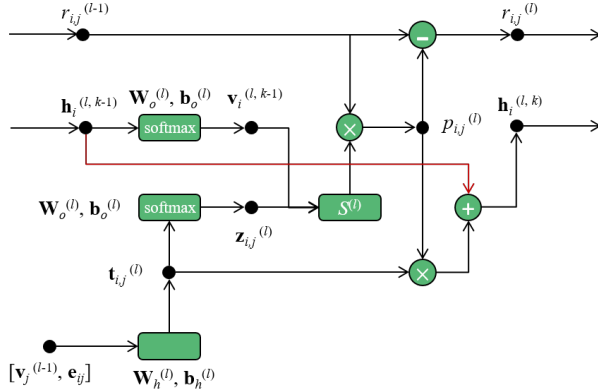 r_{i,j}^{(l-1)} − r_{i,j}^{(l)}
h_i^{(l, k-1)} W_o^{(l)}, b_o^{(l)} v_i^{(l, k-1)} h_i^{(l, k)}
softmax × p_{i,j}^{(l)}
W_o^{(l)}, b_o^{(l)} softmax S^{(l)} +
z_{i,j}^{(l)}
t_{i,j}^{(l)} ×
[v_j^{(l-1)}, e_{ij}] W_h^{(l)}, b_h^{(l)}